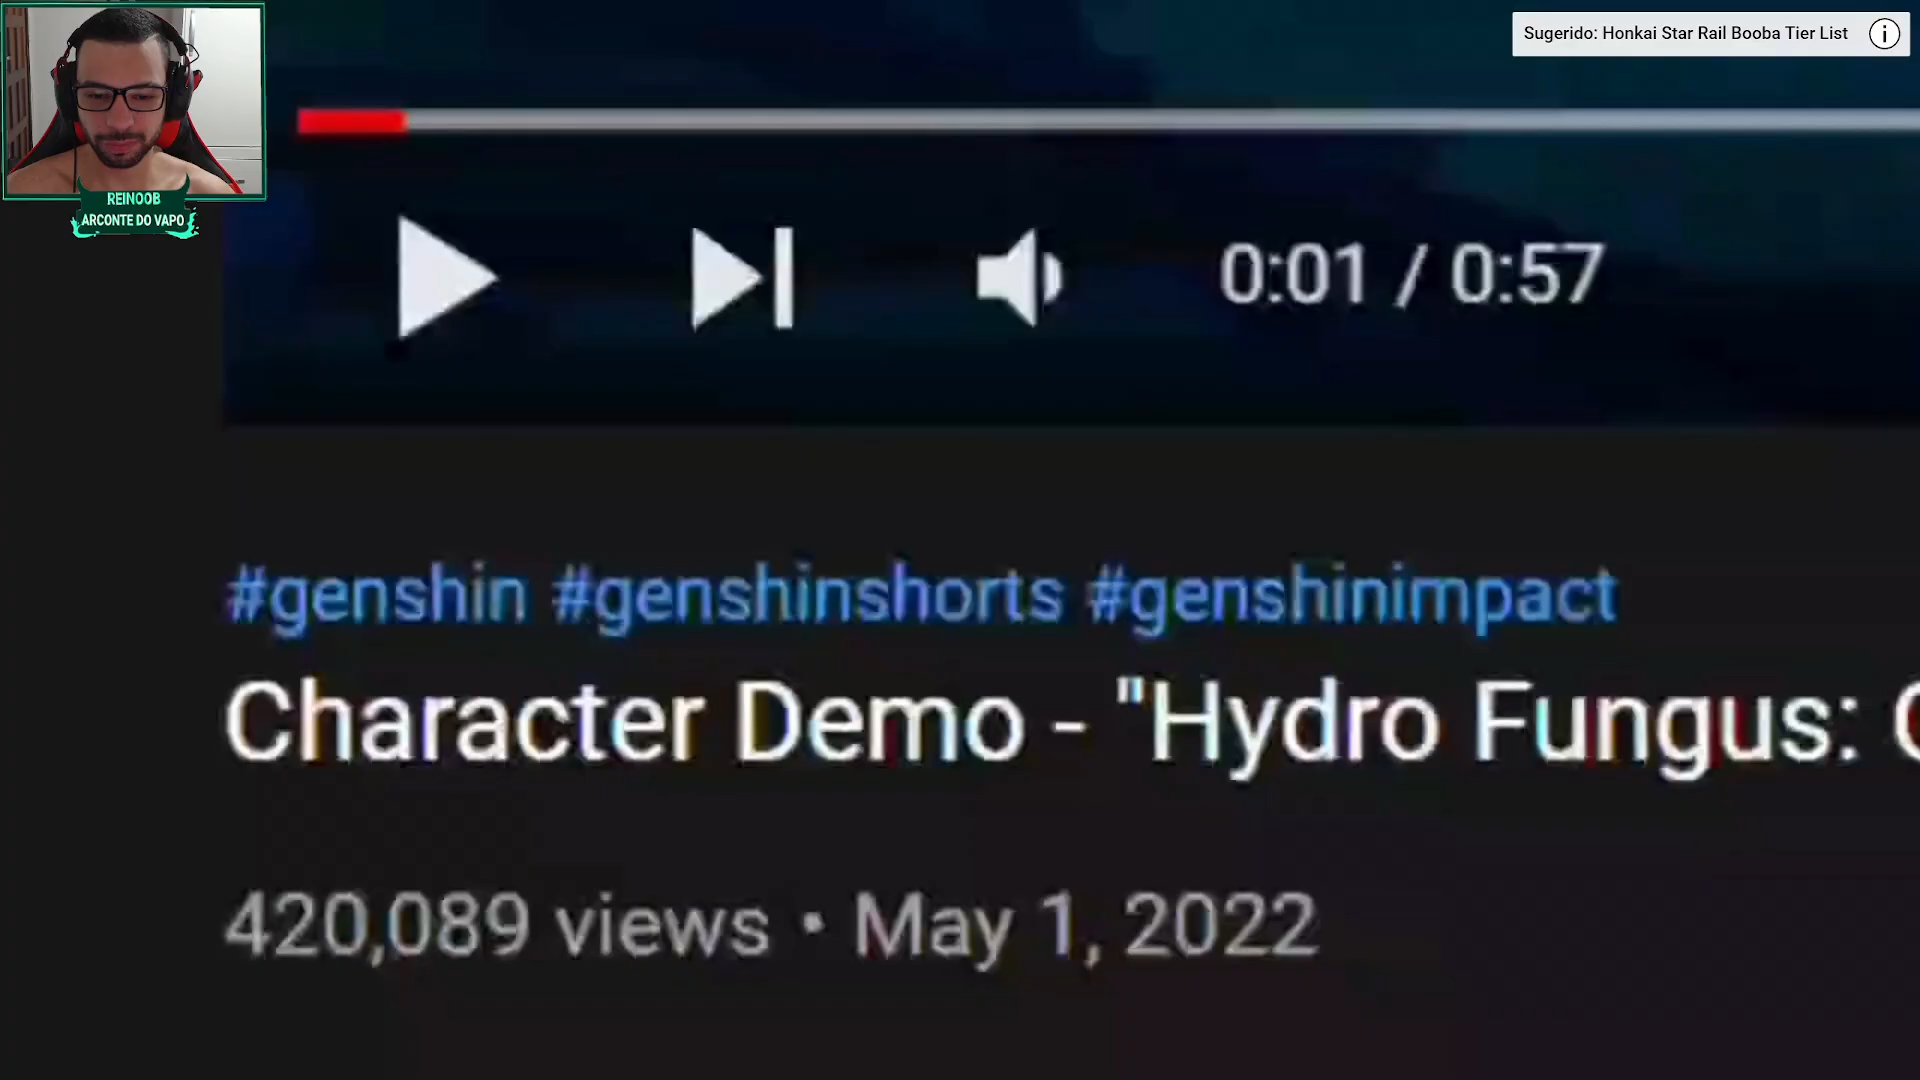 Sugerido: Honkai Star Rail Booba Tier List
REINOOB
ARCONTE DO VAPO
0:01 / 0:57
#genshin #genshinshorts #genshinimpact
Character Demo - "Hydro Fungus:
420,089 views • May 1, 2022